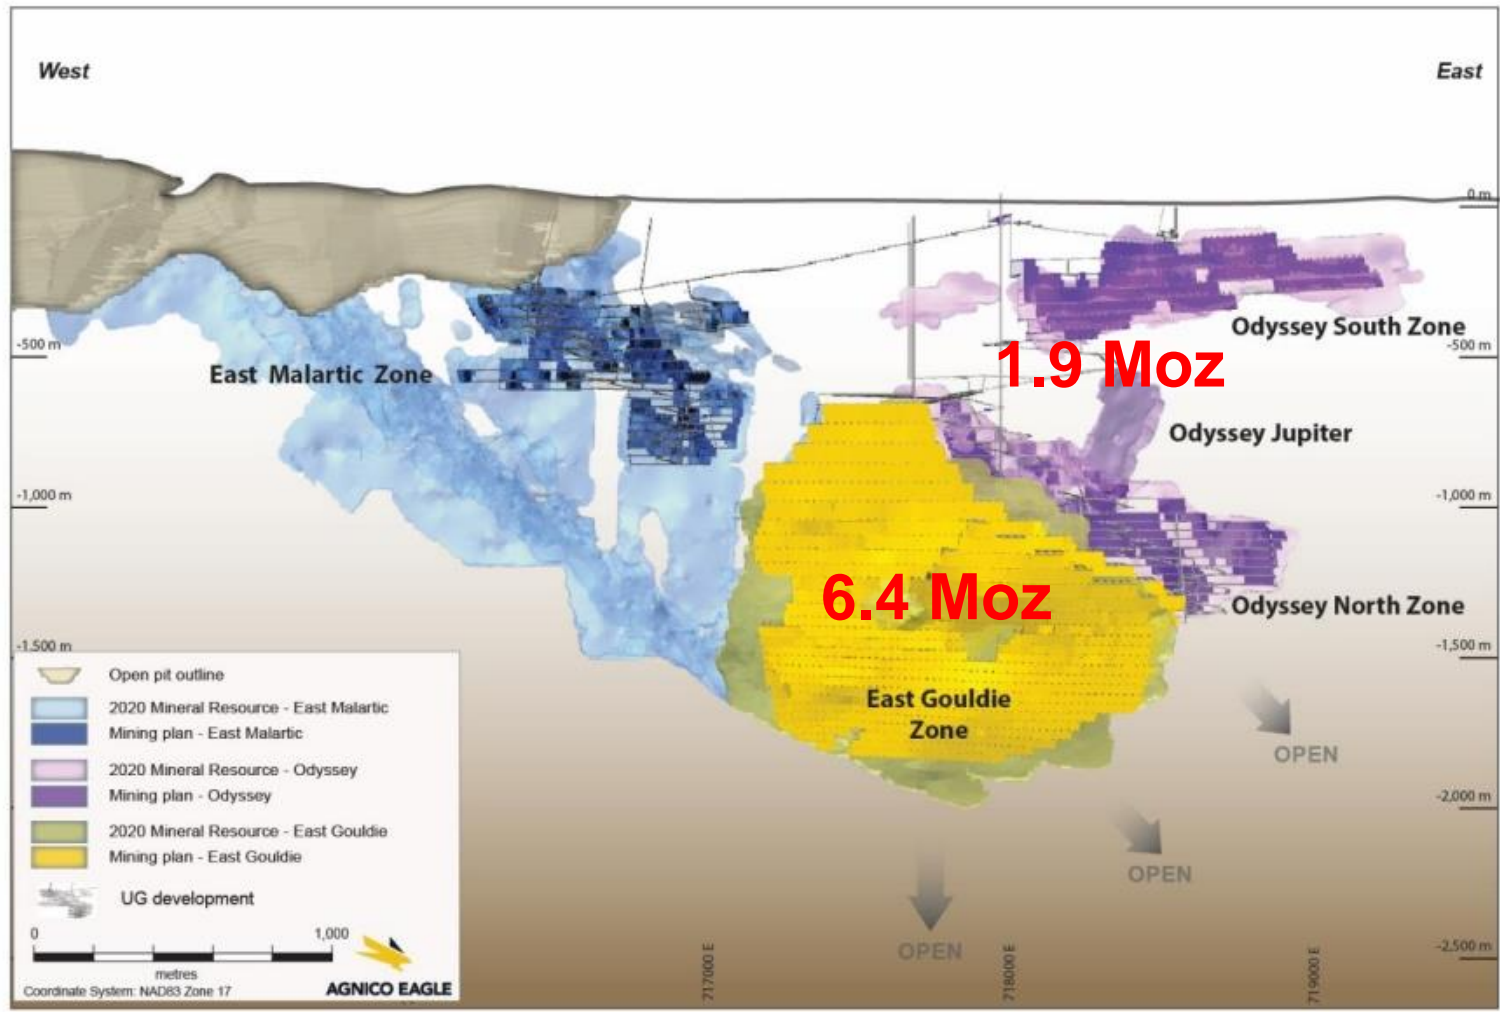 West
East
0 m
-500 m
Odyssey South Zone
-500 m
East Malartic Zone
1.9 Moz
Odyssey Jupiter
-1,000 m
-1,000 m
6.4 Moz
Odyssey North Zone
-1.500 m
-1,500 m
East Gouldie
Zone
OPEN
-2,000 m
OPEN
OPEN
-2,500 m
717000 E
718000 E
719000 E
Open pit outline
2020 Mineral Resource - East Malartic
Mining plan - East Malartic
2020 Mineral Resource - Odyssey
Mining plan - Odyssey
2020 Mineral Resource - East Gouldie
Mining plan - East Gouldie
UG development
0
1,000
metres
Coordinate System: NAD83 Zone 17
AGNICO EAGLE